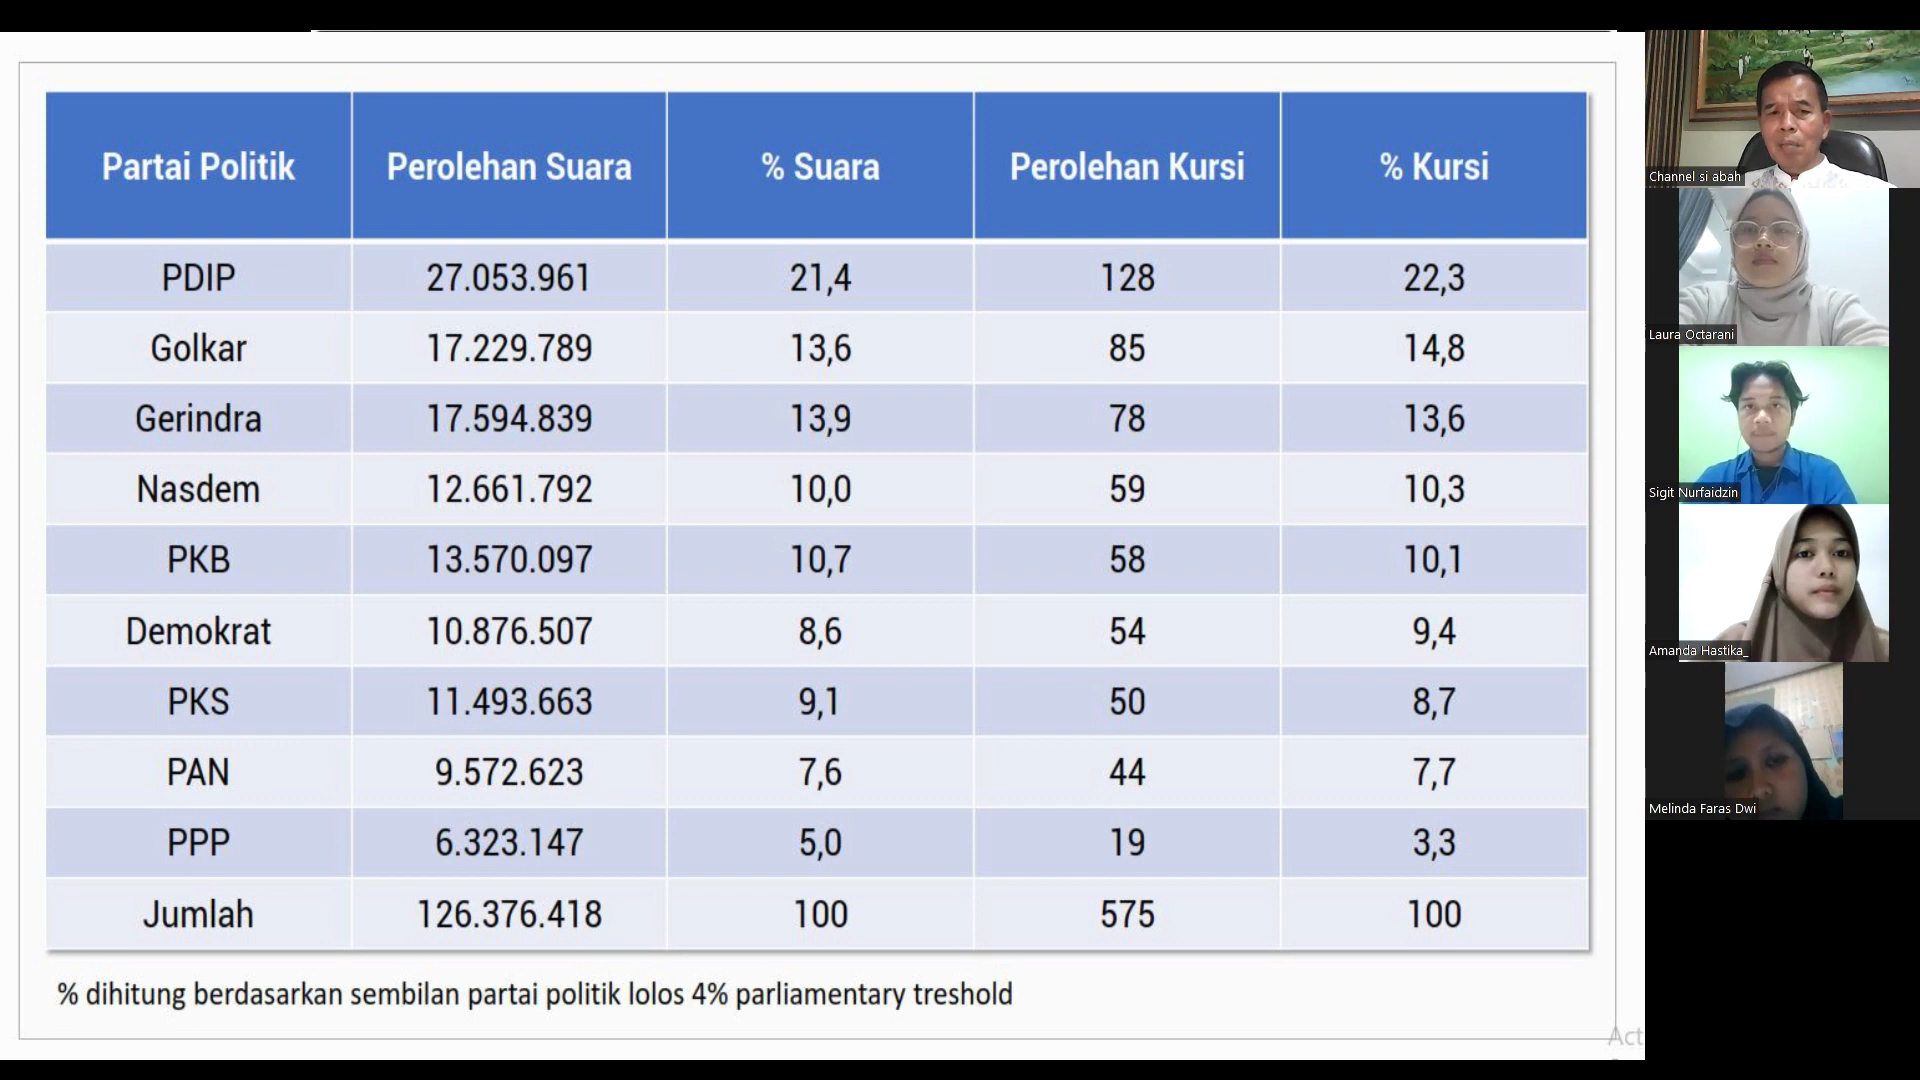 Partai Politik Perolehan Suara % Suara Perolehan Kursi % Kursi
PDIP 27.053.961 21,4 128 22,3
Golkar 17.229.789 13,6 85 14,8
Gerindra 17.594.839 13,9 78 13,6
Nasdem 12.661.792 10,0 59 10,3
PKB 13.570.097 10,7 58 10,1
Demokrat 10.876.507 8,6 54 9,4
PKS 11.493.663 9,1 50 8,7
PAN 9.572.623 7,6 44 7,7
PPP 6.323.147 5,0 19 3,3
Jumlah 126.376.418 100 575 100
% dihitung berdasarkan sembilan partai politik lolos 4% parliamentary treshold
Act
Channel si abah
Laura Octarani
Sigit Nurfaidzin
Amanda Hastika_
Melinda Faras Dwi